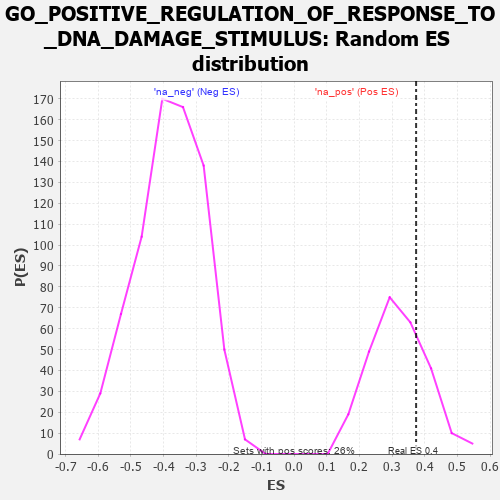 GO_POSITIVE_REGULATION_OF_RESPONSE_TO
_DNA_DAMAGE_STIMULUS: Random ES
distribution
'na_neg' (Neg ES)
'na_pos' (Pos ES)
170
160
150
140
130
120
110
100
90
80
70
60
50
40
30
20
10
0
P(ES)
Sets with pos scores: 26%
Real ES 0.4
-0.7 -0.6 -0.5 -0.4 -0.3 -0.2 -0.1 0.0 0.1 0.2 0.3 0.4 0.5 0.6
ES